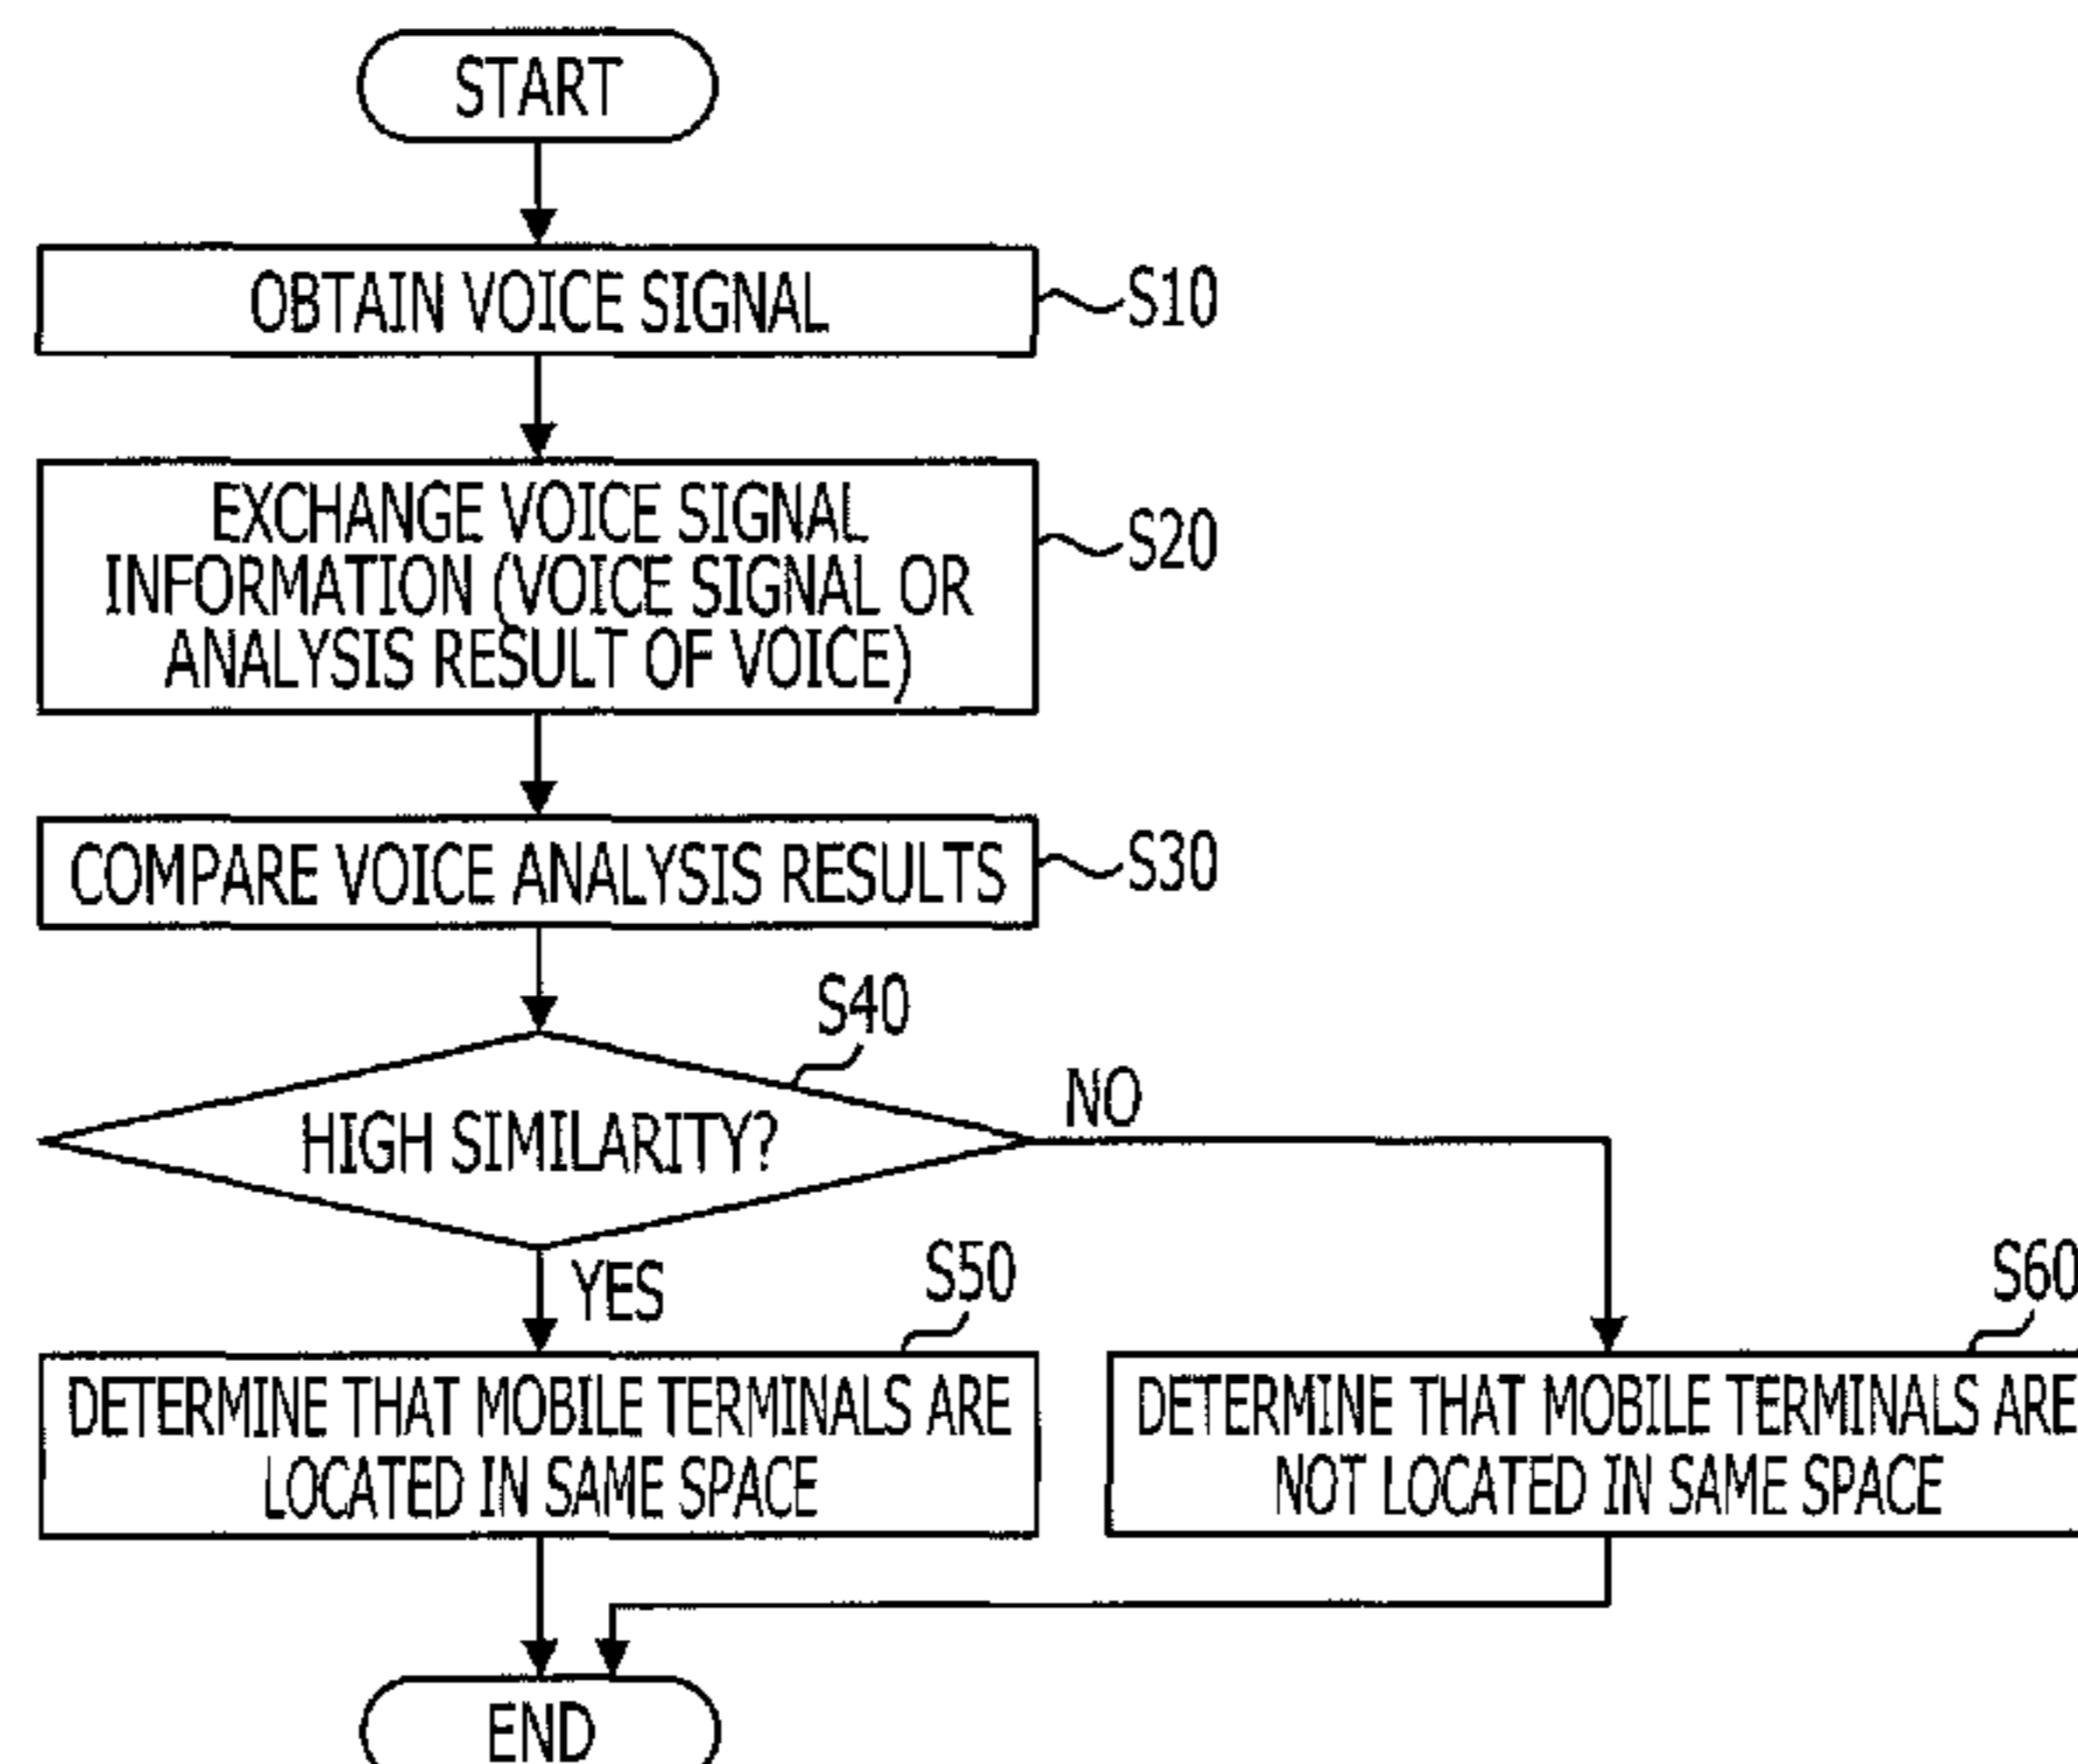 START
OBTAIN VOICE SIGNAL
S10
EXCHANGE VOICE SIGNAL
INFORMATION (VOICE SIGNAL OR
ANALYSIS RESULT OF VOICE)
S20
COMPARE VOICE ANALYSIS RESULTS
S30
S40
HIGH SIMILARITY?
NO
YES
S50
DETERMINE THAT MOBILE TERMINALS ARE
LOCATED IN SAME SPACE
S60
DETERMINE THAT MOBILE TERMINALS ARE
NOT LOCATED IN SAME SPACE
END